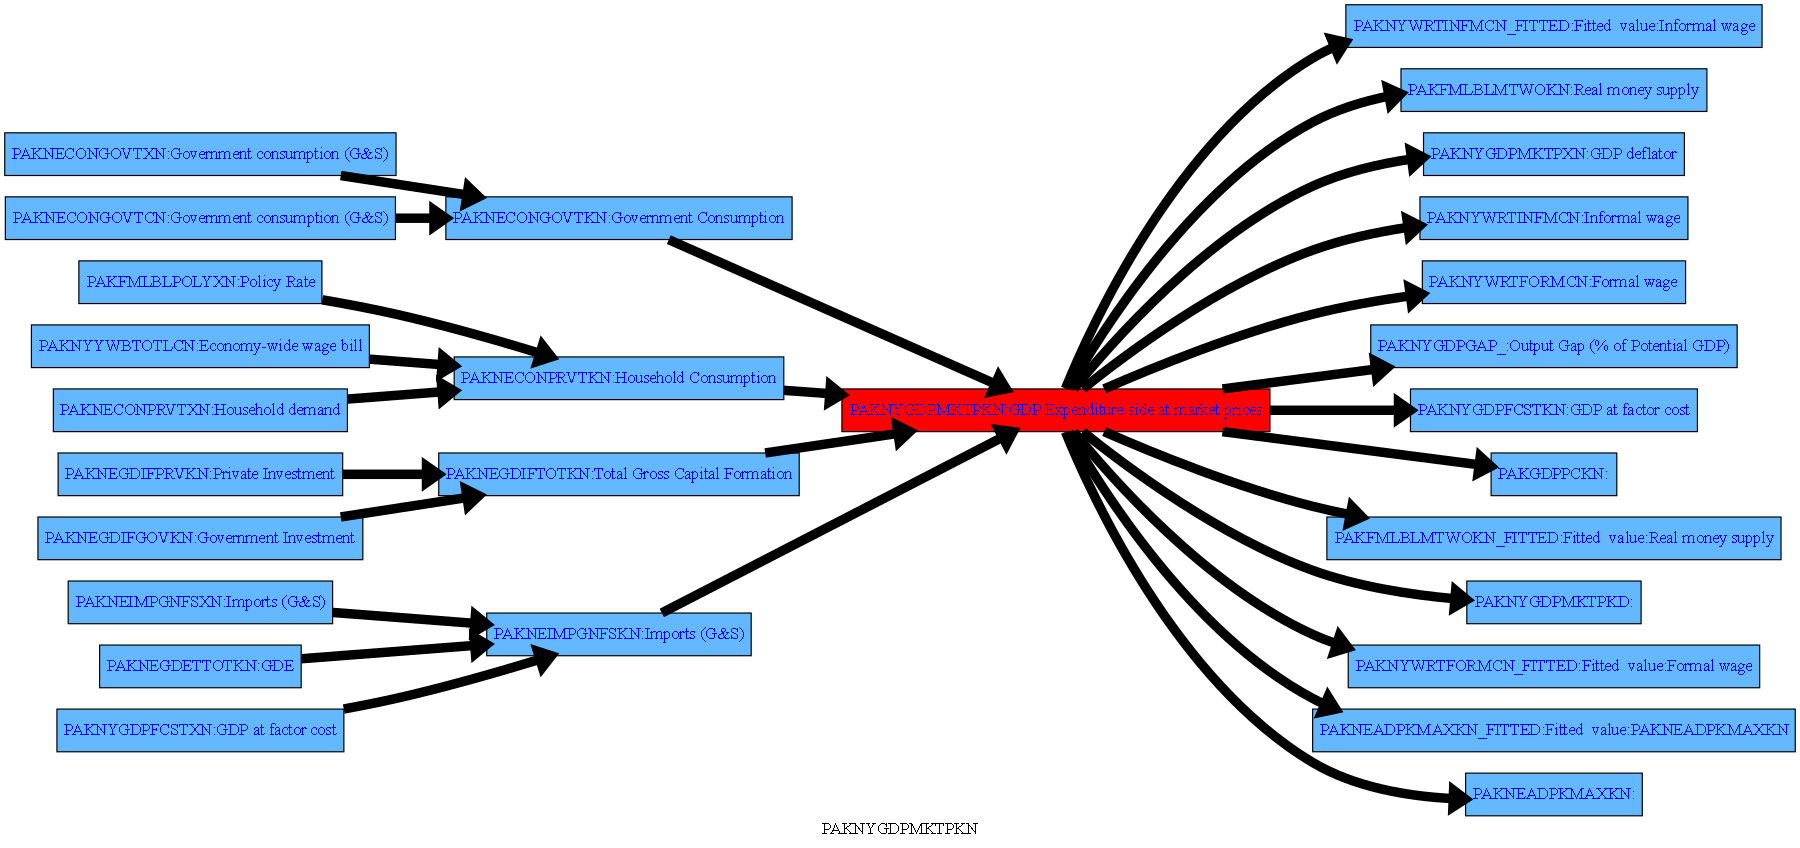 PAKNECONGOVTXN:Government consumption (G&S)
PAKNECONGOVTCN:Government consumption (G&S)
PAKFMLBLPOLYXN:Policy Rate
PAKNYYWBTOTLCN:Economy-wide wage bill
PAKNECONPRVTXN:Household demand
PAKNEGDIFPRVKN:Private Investment
PAKNEGDIFGOVKN:Government Investment
PAKNEIMPGNFSXN:Imports (G&S)
PAKNEGDETTOTKN:GDE
PAKNYGDPFCSTXN:GDP at factor cost
PAKNECONGOVTKN:Government Consumption
PAKNECONPRVTKN:Household Consumption
PAKNEGDIFTOTKN:Total Gross Capital Formation
PAKNEIMPGNFSKN:Imports (G&S)
PAKNYGDPMKTPKN:GDP Expenditure side at market prices
PAKNYWRTINFMCN_FITTED:Fitted value:Informal wage
PAKFMLBLMTWOKN:Real money supply
PAKNYGDPMKTPXN:GDP deflator
PAKNYWRTINFMCN:Informal wage
PAKNYWRTFORMCN:Formal wage
PAKNYGDPGAP_:Output Gap (% of Potential GDP)
PAKNYGDPFCSTKN:GDP at factor cost
PAKGDPPCKN:
PAKFMLBLMTWOKN_FITTED:Fitted value:Real money supply
PAKNYGDPMKTPKD:
PAKNYWRTFORMCN_FITTED:Fitted value:Formal wage
PAKNEADPKMAXKN_FITTED:Fitted value:PAKNEADPKMAXKN
PAKNEADPKMAXKN:
PAKNYGDPMKTPKN